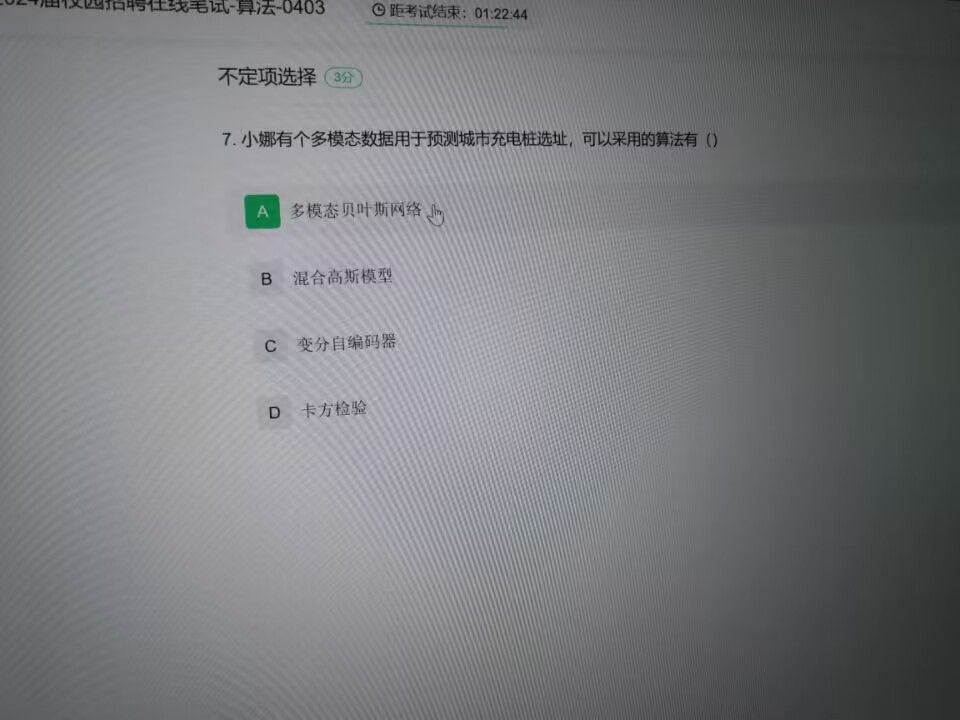 2024届校园招聘在线笔试-算法-0403
距考试结束：01:22:44
不定项选择 3分
7. 小娜有个多模态数据用于预测城市充电桩选址，可以采用的算法有（）
A 多模态贝叶斯网络
B 混合高斯模型
C 变分自编码器
D 卡方检验